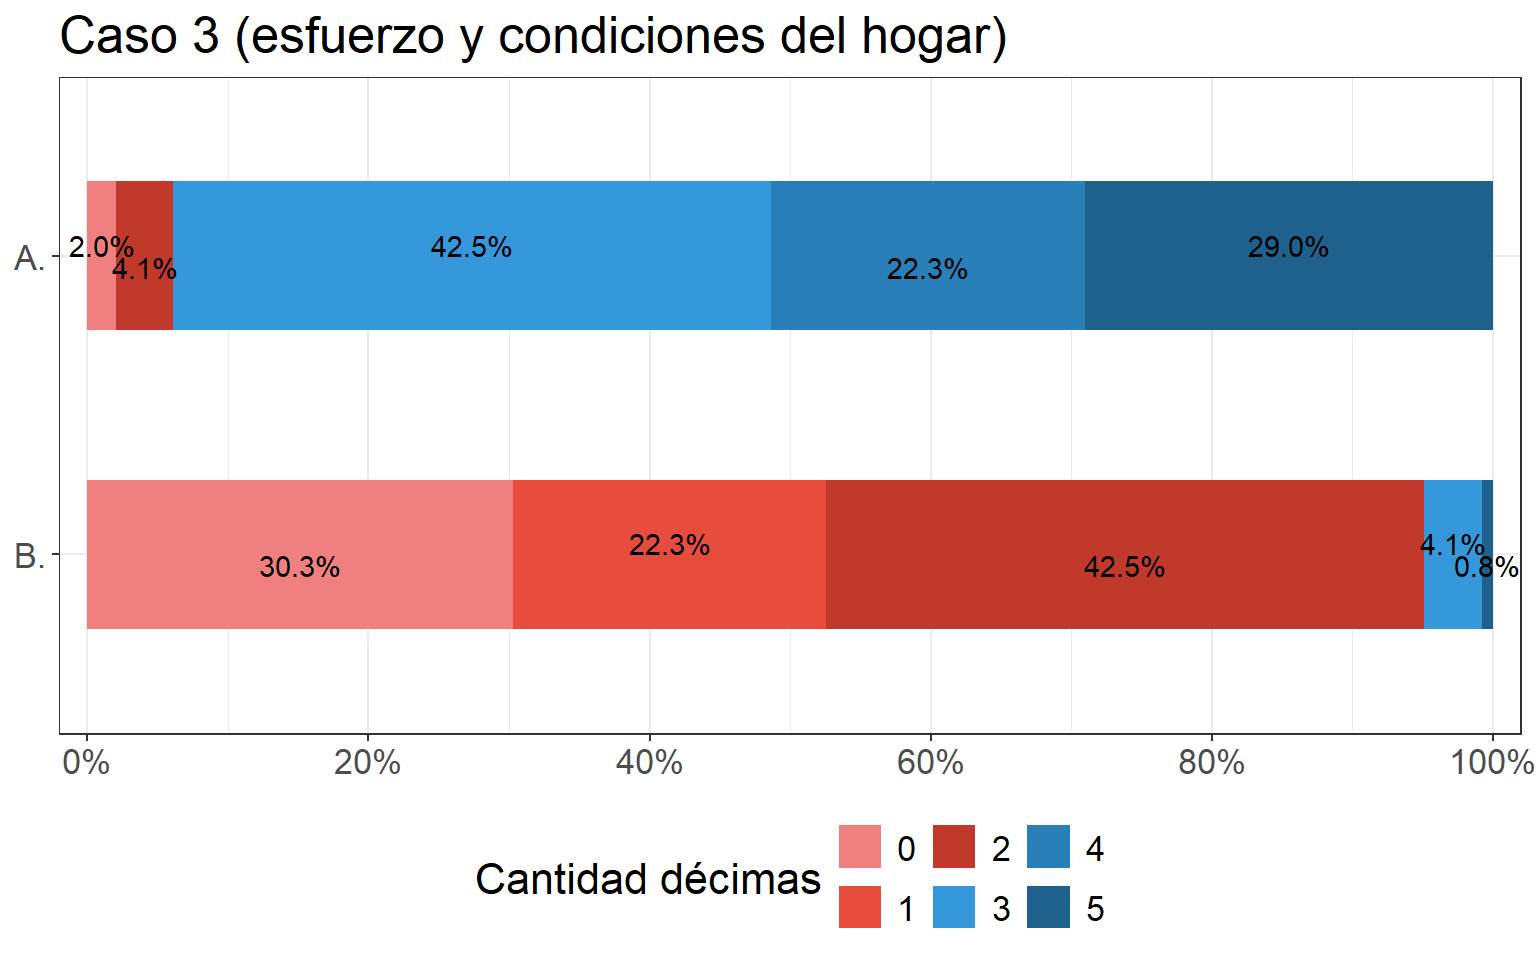 Caso 3 (esfuerzo y condiciones del hogar)
A.
2.0%
4.1%
42.5%
22.3%
29.0%
B.
30.3%
22.3%
42.5%
4.1%
0.8%
0% 20% 40% 60% 80% 100%
Cantidad décimas
0 2 4
1 3 5